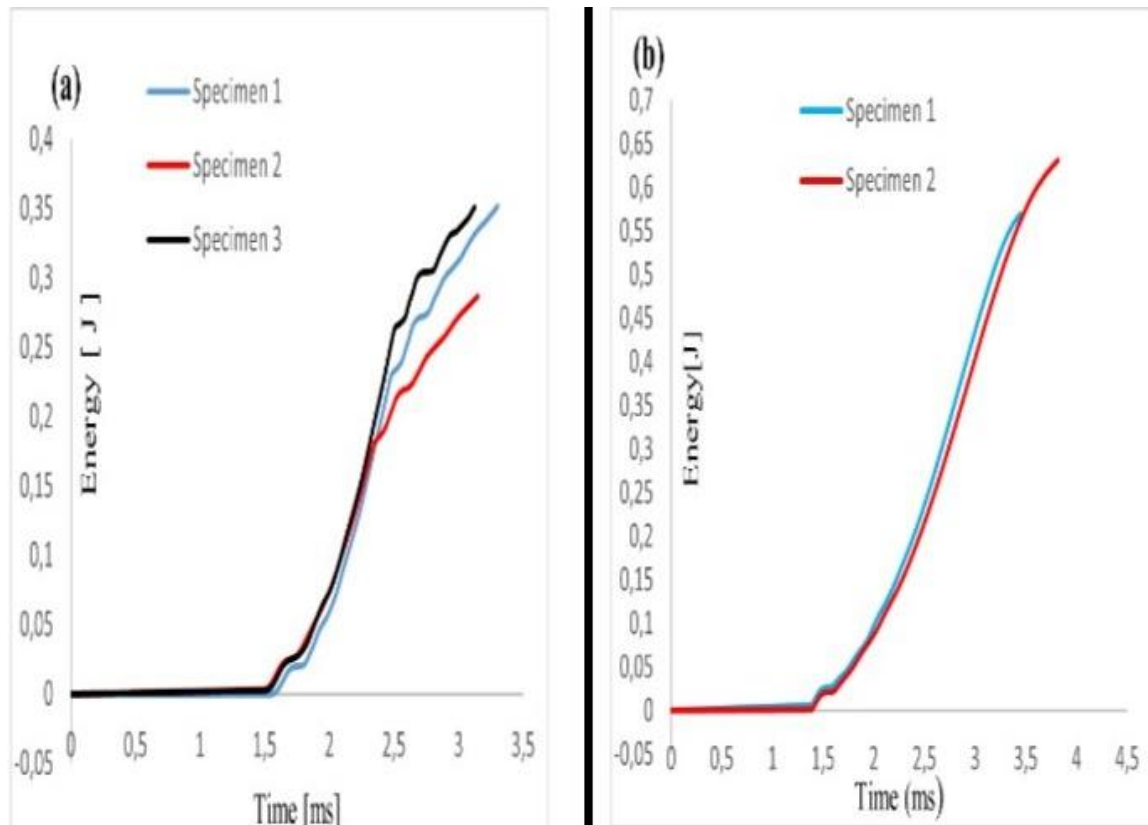 (a)
Specimen 1
Specimen 2
Specimen 3
0,4
0,35
0,3
0,25
0,2
0,15
0,1
0,05
0
-0,05
Energy [ J ]
0 0,5 1 1,5 2 2,5 3 3,5
Time [ms]
(b)
Specimen 1
Specimen 2
0,7
0,65
0,6
0,55
0,5
0,45
0,4
0,35
0,3
0,25
0,2
0,15
0,1
0,05
0
-0,05
Energy[J]
0 0,5 1 1,5 2 2,5 3 3,5 4 4,5
Time (ms)